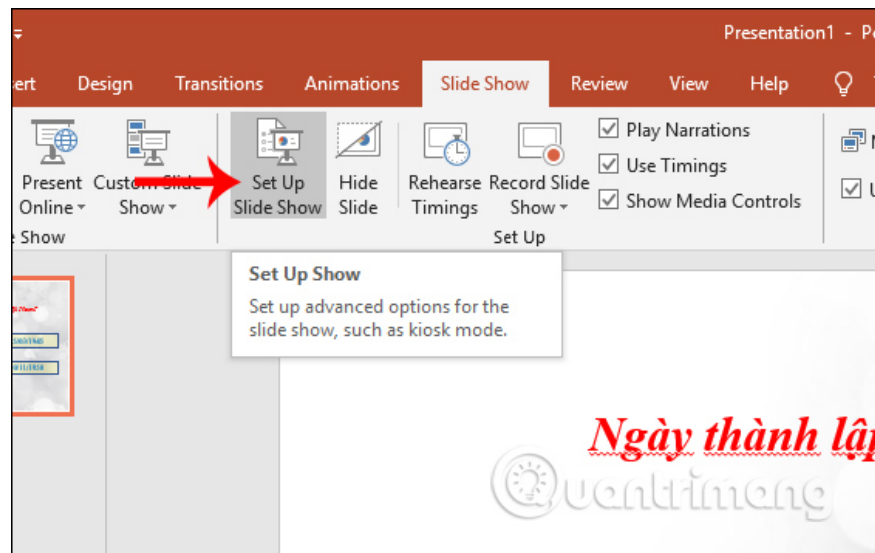 Presentation1 - P
ert Design Transitions Animations Slide Show Review View Help
Present Online
Custom Slide Show
Set Up Slide Show
Hide Slide
Rehearse Timings
Record Slide Show
Play Narrations
Use Timings
Show Media Controls
Show
Set Up
Set Up Show
Set up advanced options for the
slide show, such as kiosk mode.
Ngày thành lập
Quantrimang